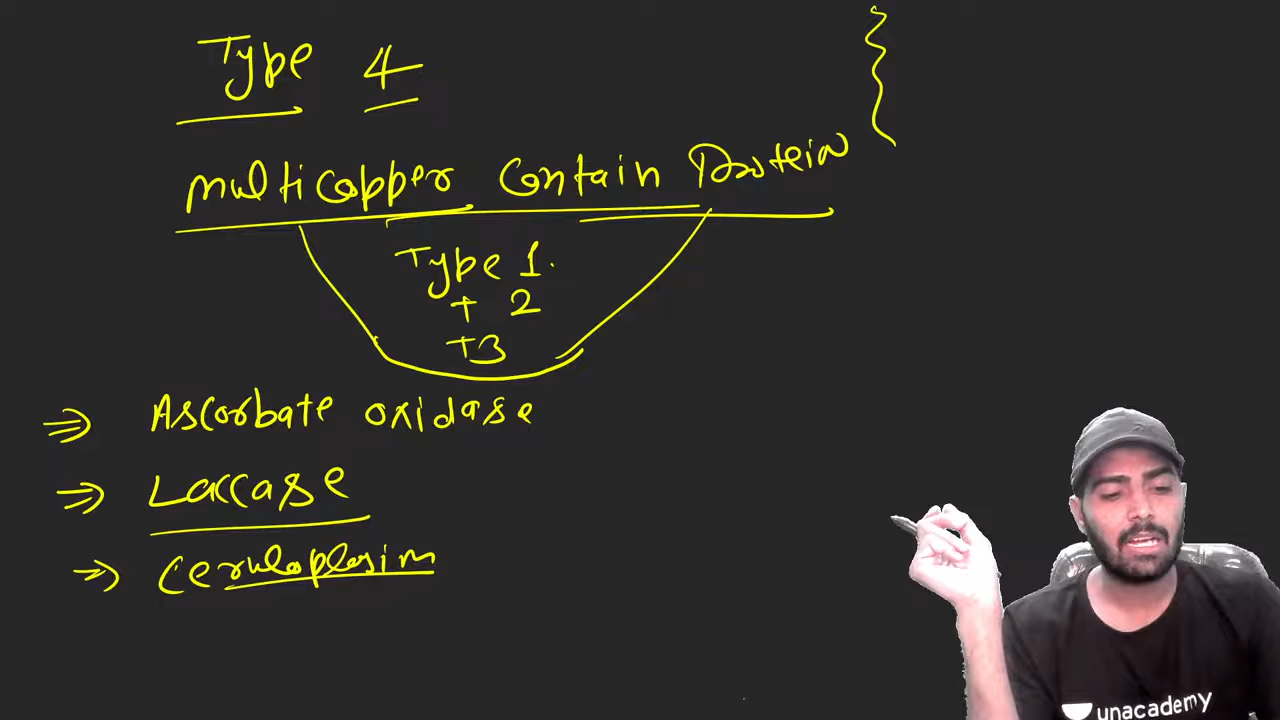 Type 4
multicopper Contain Protein
Type 1.
+ 2
+3
⇒ Ascorbate oxidase
⇒ Laccase
⇒ Ceruloplasim
unacademy